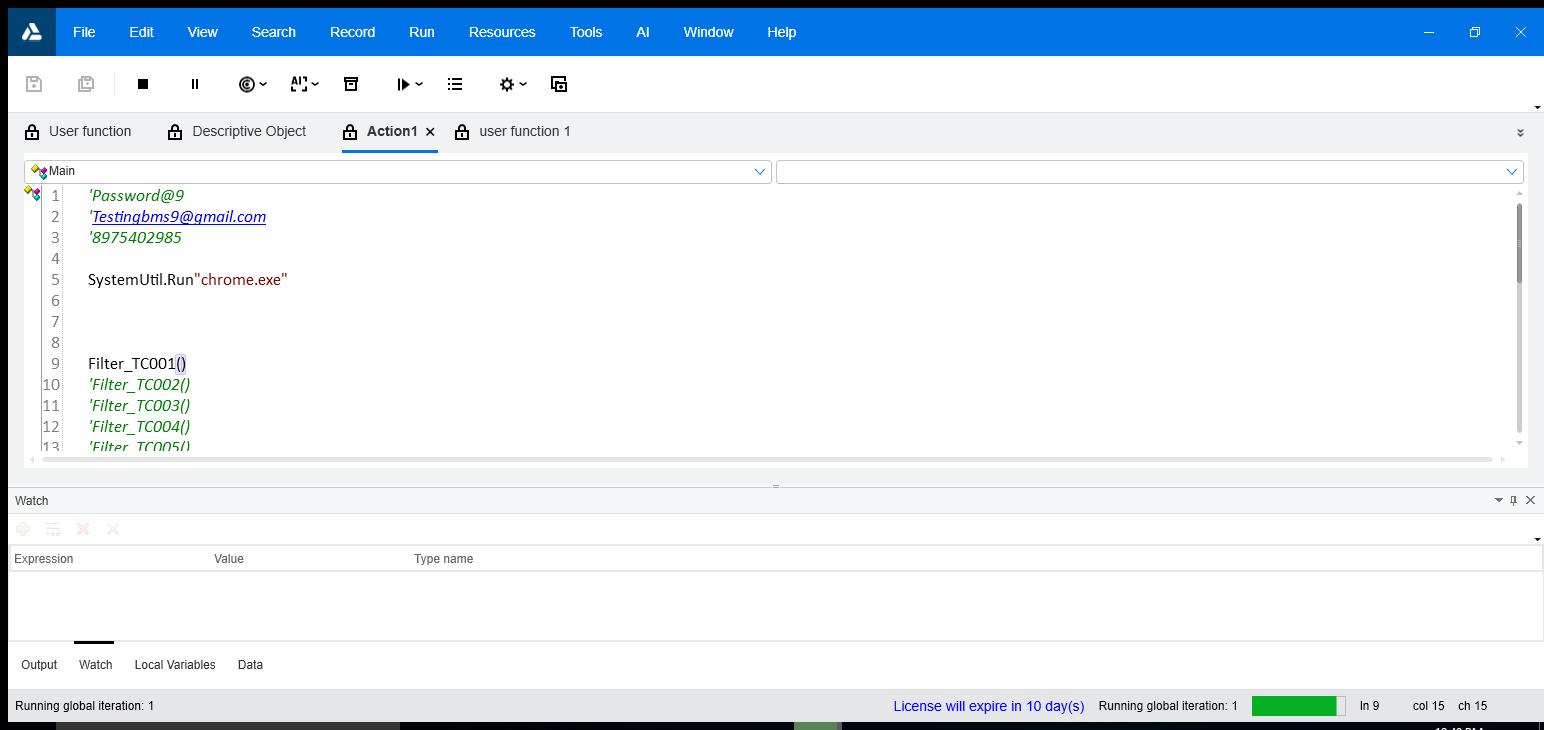 File Edit View Search Record Run Resources Tools AI Window Help
User function Descriptive Object Action1 user function 1
Main
1 'Password@9
2 'Testingbms9@gmail.com
3 '8975402985
4
5 SystemUtil.Run"chrome.exe"
6
7
8
9 Filter_TC001()
10 'Filter_TC002()
11 'Filter_TC003()
12 'Filter_TC004()
13 'Filter_TC005()
Watch
Expression Value Type name
Output Watch Local Variables Data
Running global iteration: 1 License will expire in 10 day(s) Running global iteration: 1 ln 9 col 15 ch 15